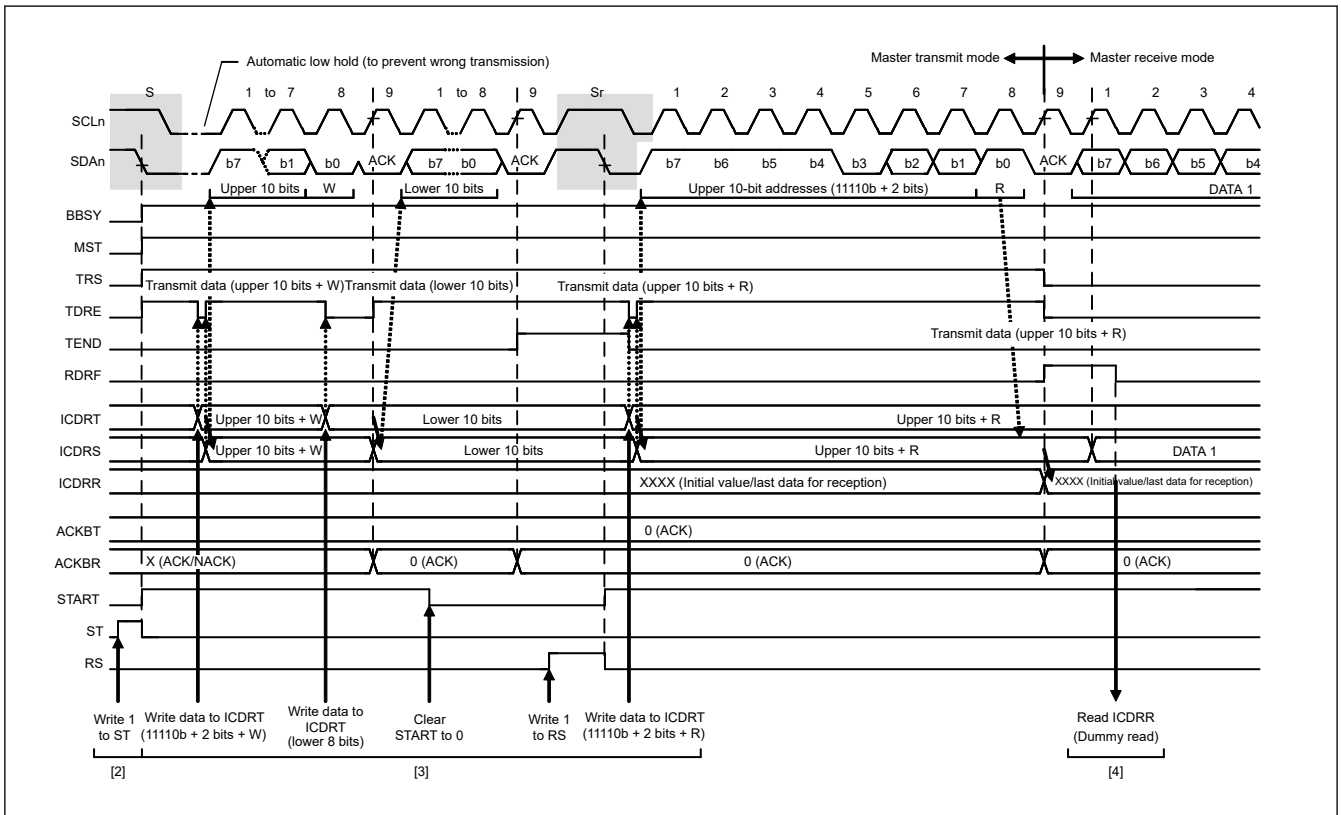 Master transmit mode Master receive mode
Automatic low hold (to prevent wrong transmission)
S 1 to 7 8 9 1 to 8 9 Sr 1 2 3 4 5 6 7 8 9 1 2 3 4
SCLn
SDAn b7 b1 b0 ACK b7 b0 ACK b7 b6 b5 b4 b3 b2 b1 b0 ACK b7 b6 b5 b4
Upper 10 bits W Lower 10 bits Upper 10-bit addresses (11110b + 2 bits) R DATA 1
BBSY
MST
TRS
Transmit data (upper 10 bits + W) Transmit data (lower 10 bits) Transmit data (upper 10 bits + R)
TDRE
Transmit data (upper 10 bits + R)
TEND
RDRF
ICDRT Upper 10 bits + W Lower 10 bits Upper 10 bits + R
ICDRS Upper 10 bits + W Lower 10 bits Upper 10 bits + R DATA 1
ICDRR XXXX (Initial value/last data for reception) XXXX (Initial value/last data for reception)
ACKBT 0 (ACK)
ACKBR X (ACK/NACK) 0 (ACK) 0 (ACK) 0 (ACK)
START
ST
RS
Write 1 to ST
Write data to ICDRT (11110b + 2 bits + W)
Write data to ICDRT (lower 8 bits)
Clear START to 0
Write 1 to RS
Write data to ICDRT (11110b + 2 bits + R)
Read ICDRR (Dummy read)
[2] [3] [4]